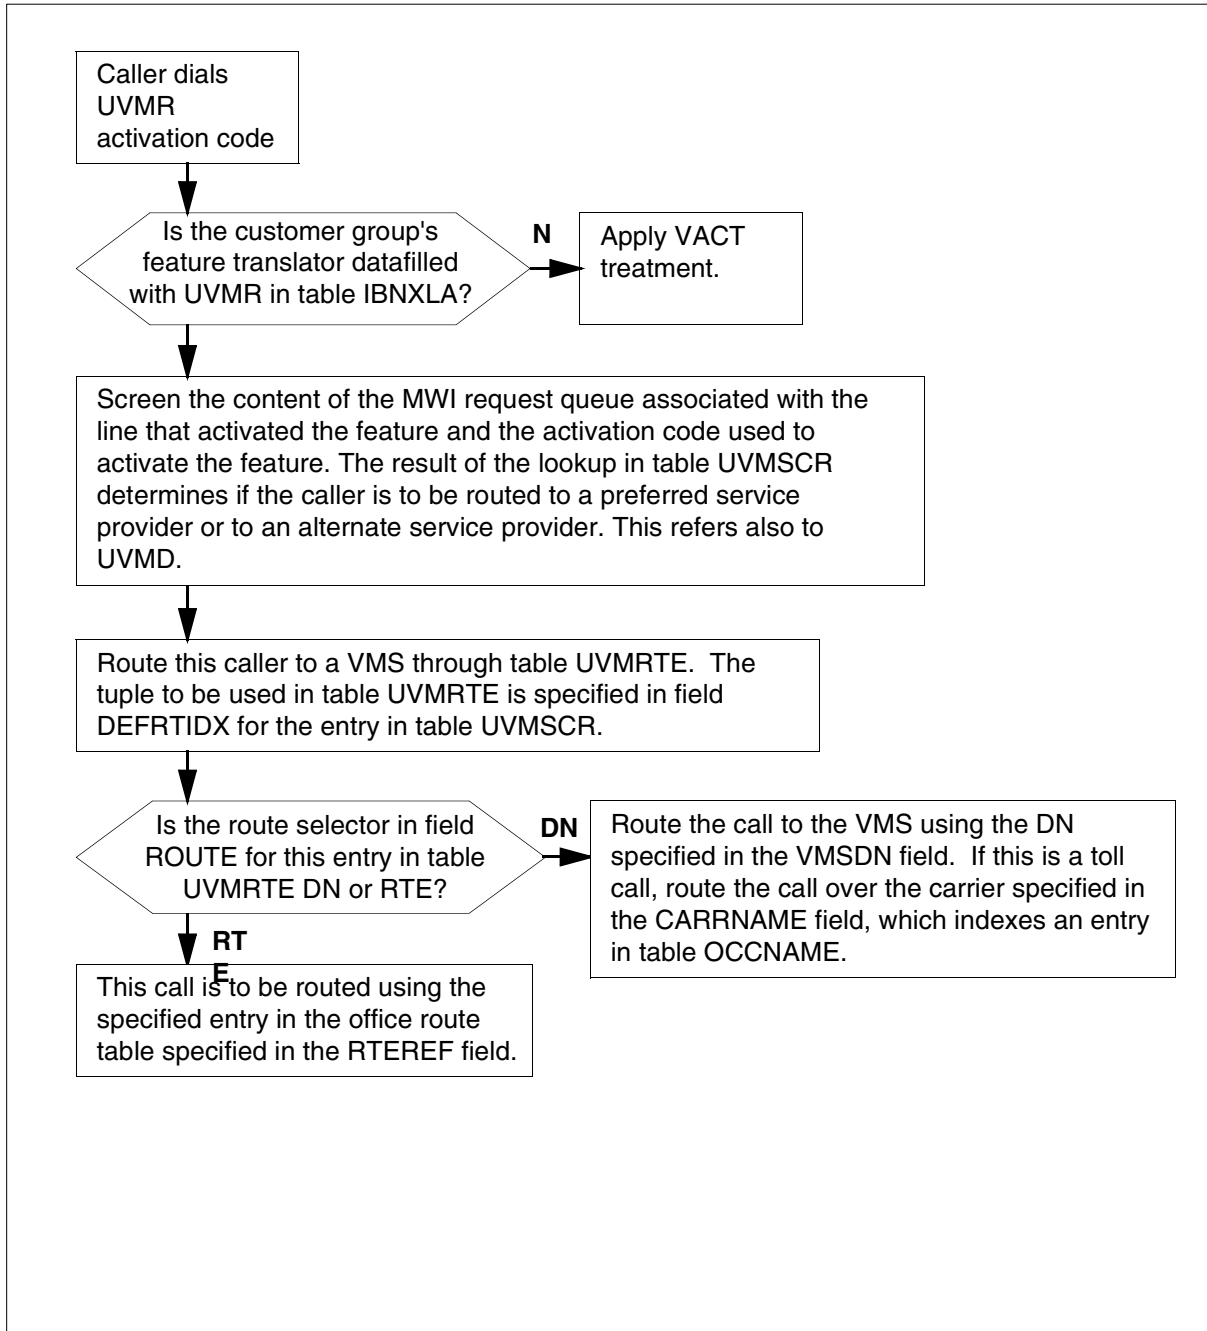 Caller dials
UVMR
activation code
Is the customer group's
feature translator datafilled
with UVMR in table IBNXLA?
N
Apply VACT
treatment.
Screen the content of the MWI request queue associated with the
line that activated the feature and the activation code used to
activate the feature. The result of the lookup in table UVMSCR
determines if the caller is to be routed to a preferred service
provider or to an alternate service provider. This refers also to
UVMD.
Route this caller to a VMS through table UVMRTE.  The
tuple to be used in table UVMRTE is specified in field
DEFRTIDX for the entry in table UVMSCR.
Is the route selector in field
ROUTE for this entry in table
UVMRTE DN or RTE?
DN
Route the call to the VMS using the DN
specified in the VMSDN field.  If this is a toll
call, route the call over the carrier specified in
the CARRNAME field, which indexes an entry
in table OCCNAME.
RT
E
This call is to be routed using the
specified entry in the office route
table specified in the RTEREF field.